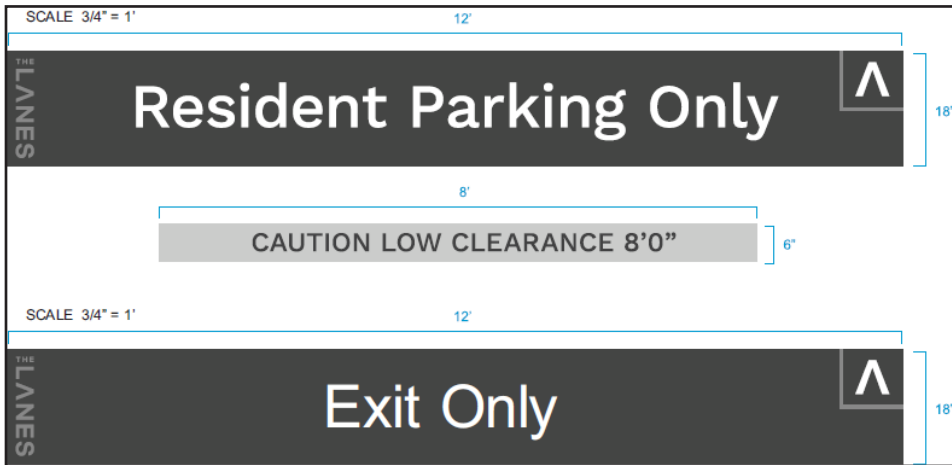 SCALE 3/4" = 1'
12'
THE LANES
Resident Parking Only
Λ
18"
8'
CAUTION LOW CLEARANCE 8’0”
6"
SCALE 3/4" = 1'
12'
THE LANES
Exit Only
Λ
18"